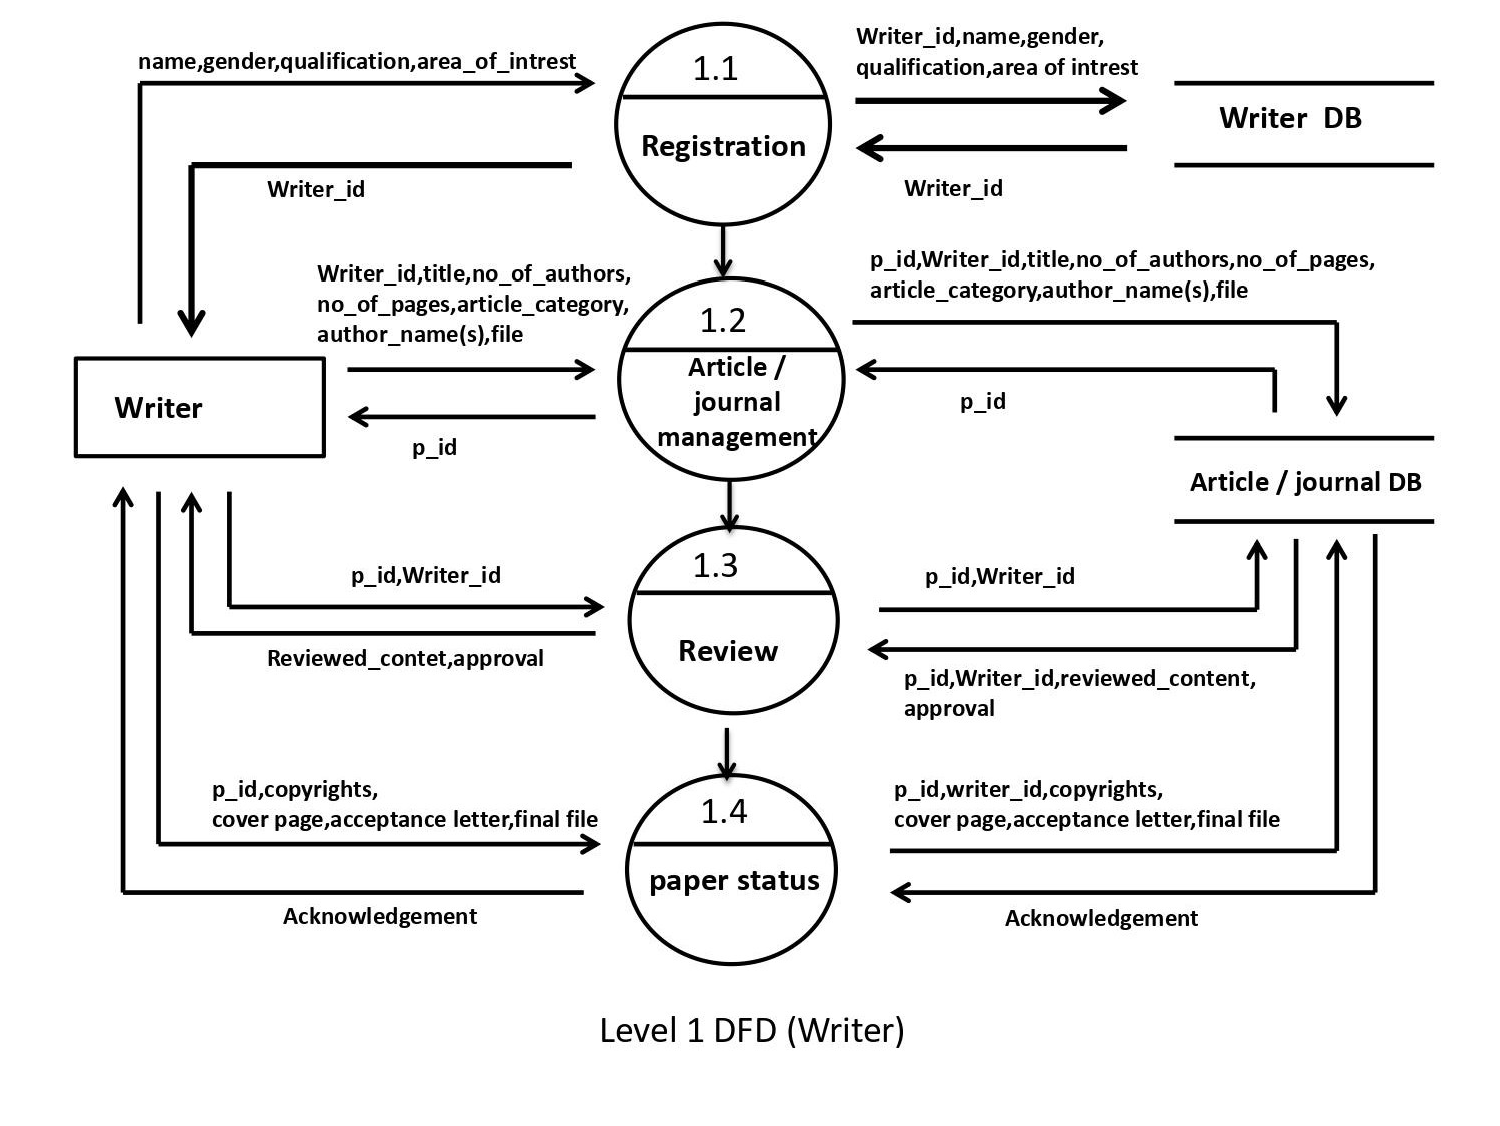 name,gender,qualification,area_of_intrest
1.1
Registration
Writer_id,name,gender,
qualification,area of intrest
Writer DB
Writer_id
Writer_id
Writer_id,title,no_of_authors,
no_of_pages,article_category,
author_name(s),file
1.2
Article /
journal
management
p_id,Writer_id,title,no_of_authors,no_of_pages,
article_category,author_name(s),file
Writer
p_id
p_id
Article / journal DB
p_id,Writer_id
Reviewed_contet,approval
1.3
Review
p_id,Writer_id
p_id,Writer_id,reviewed_content,
approval
p_id,copyrights,
cover page,acceptance letter,final file
1.4
paper status
p_id,writer_id,copyrights,
cover page,acceptance letter,final file
Acknowledgement
Acknowledgement
Level 1 DFD (Writer)